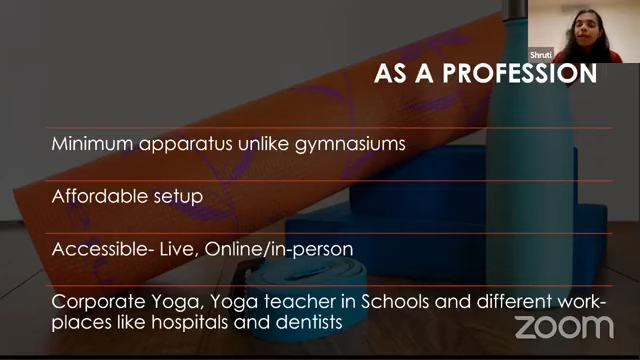 Shruti
AS A PROFESSION
Minimum apparatus unlike gymnasiums
Affordable setup
Accessible- Live, Online/in-person
Corporate Yoga, Yoga teacher in Schools and different work-
places like hospitals and dentists
zoom